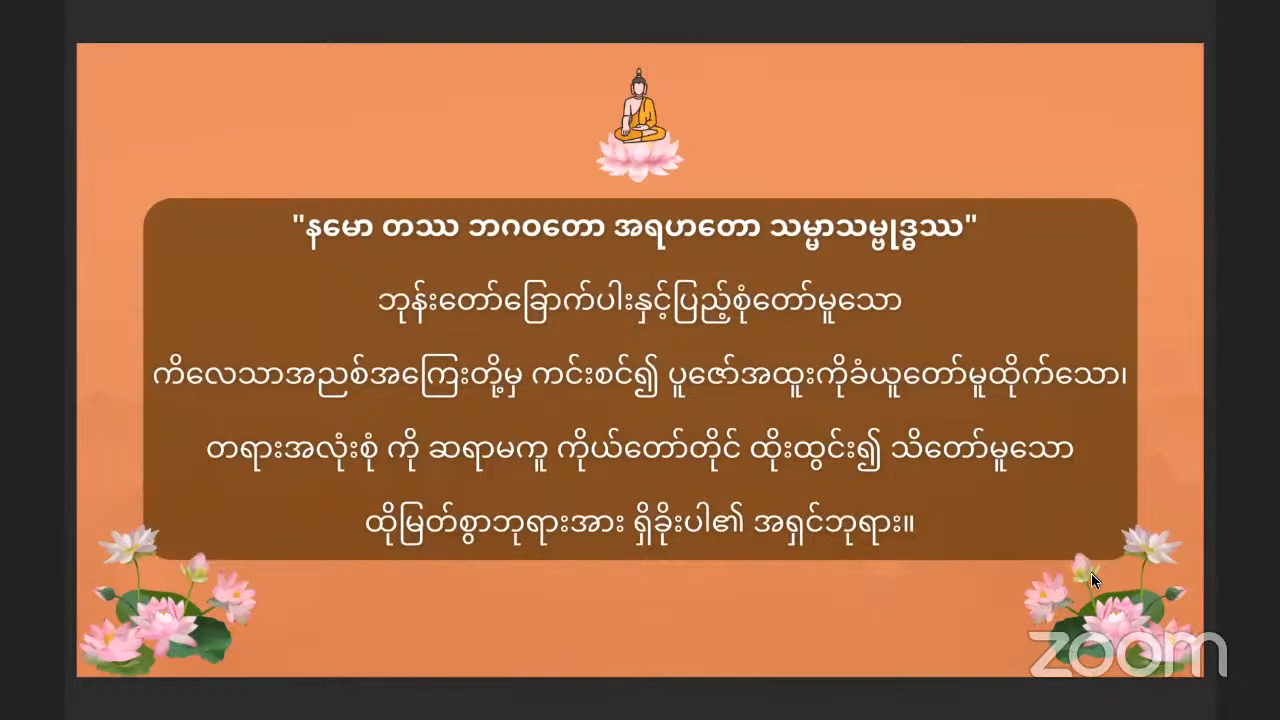 "နမော တဿ ဘဂဝတော အရဟတော သမ္မာသမ္ဗုဒ္ဓဿ"
ဘုန်းတော်ခြောက်ပါးနှင့်ပြည့်စုံတော်မူသော
ကိလေသာအညစ်အကြေးတို့မှ ကင်းစင်၍ ပူဇော်အထူးကိုခံယူတော်မူထိုက်သော၊
တရားအလုံးစုံ ကို ဆရာမကူ ကိုယ်တော်တိုင် ထိုးထွင်း၍ သိတော်မူသော
ထိုမြတ်စွာဘုရားအား ရှိခိုးပါ၏ အရှင်ဘုရား။
zoom